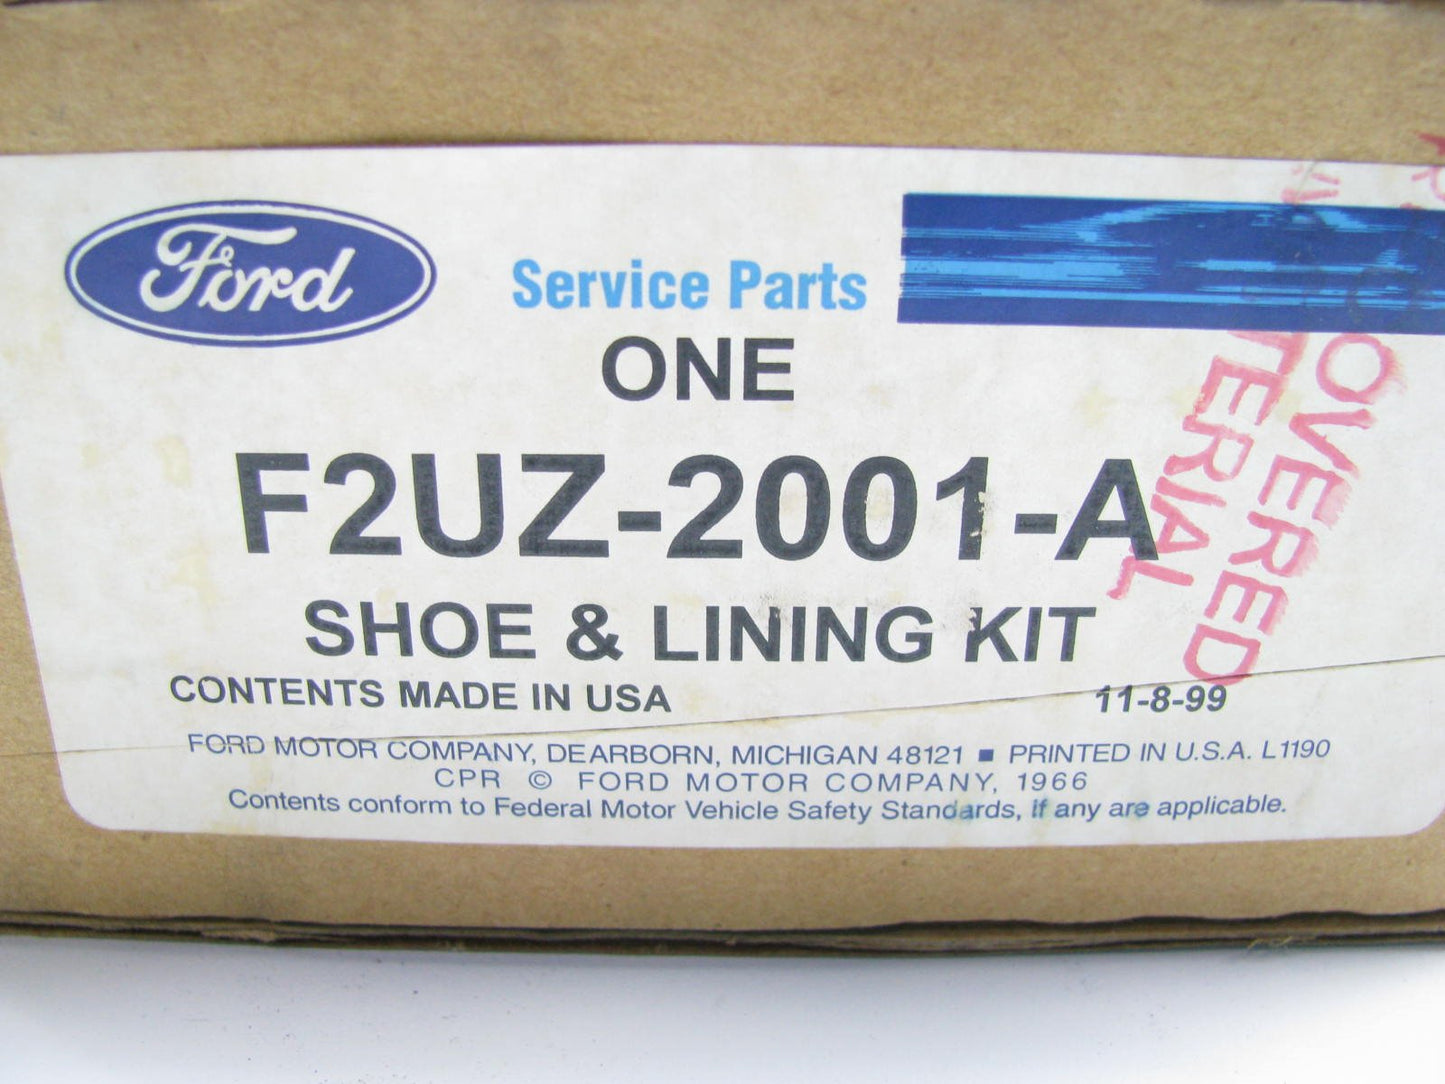 Ford
Service Parts
ONE
F2UZ-2001-A
SHOE & LINING KIT
CONTENTS MADE IN USA 11-8-99
FORD MOTOR COMPANY, DEARBORN, MICHIGAN 48121 ■ PRINTED IN U.S.A. L1190
CPR © FORD MOTOR COMPANY, 1966
Contents conform to Federal Motor Vehicle Safety Standards, if any are applicable.